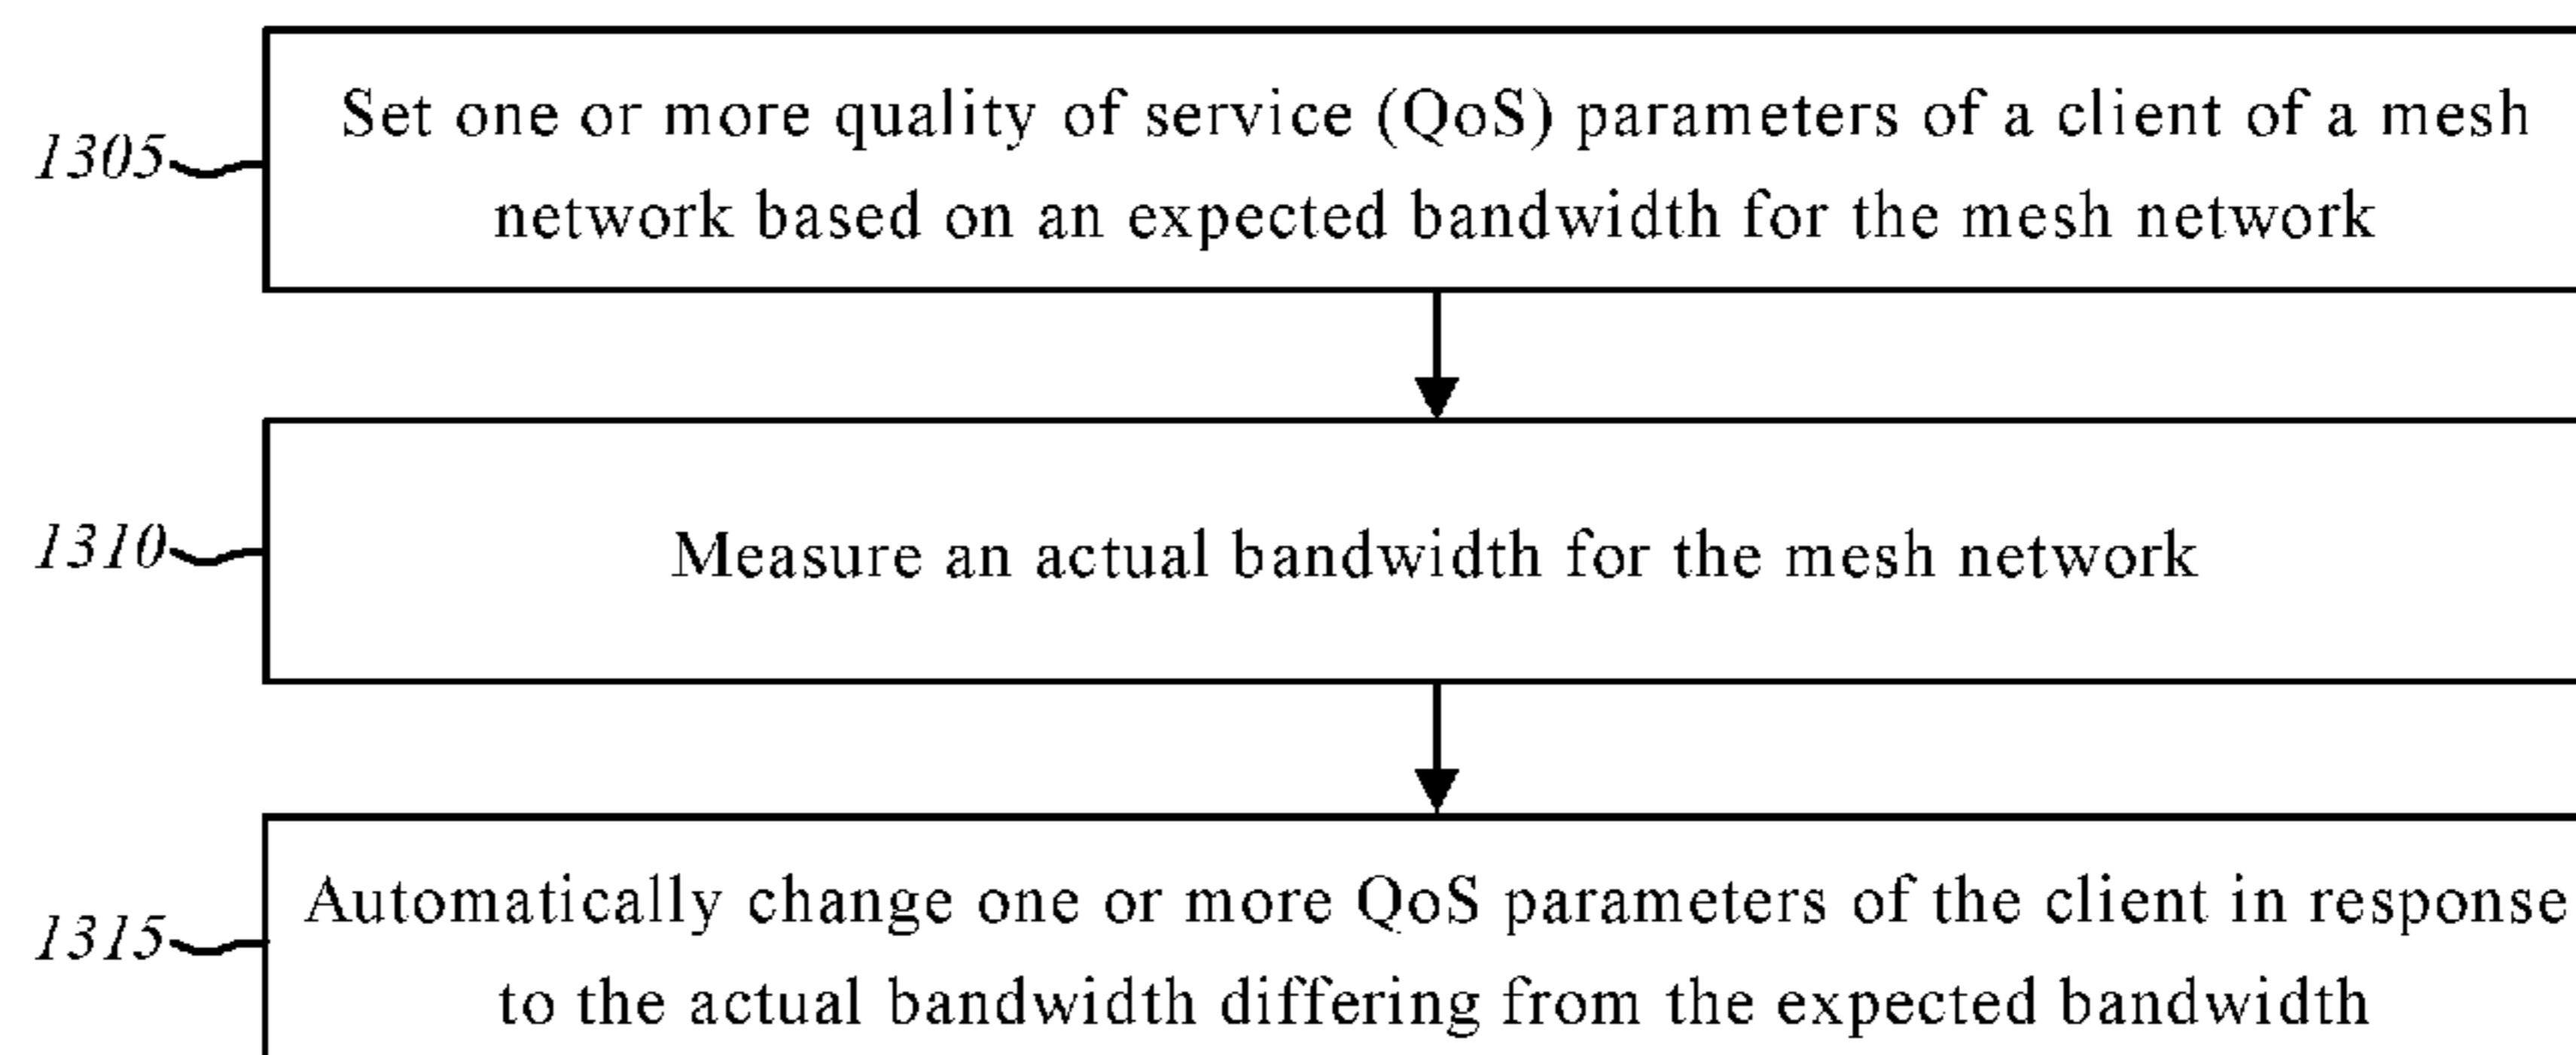 1305
Set one or more quality of service (QoS) parameters of a client of a mesh
network based on an expected bandwidth for the mesh network
1310
Measure an actual bandwidth for the mesh network
1315
Automatically change one or more QoS parameters of the client in response
to the actual bandwidth differing from the expected bandwidth